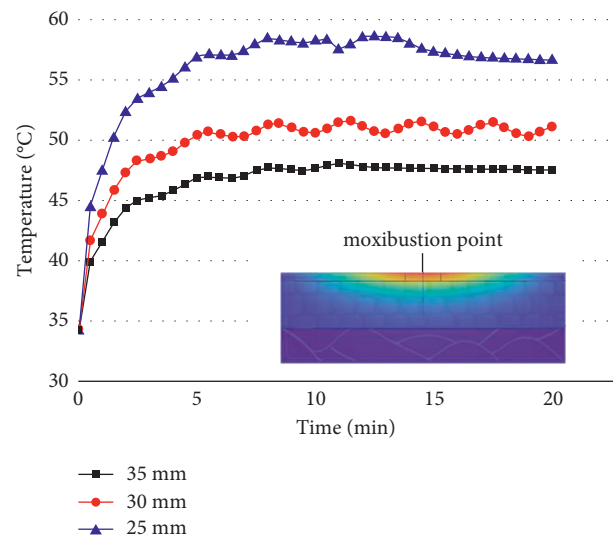 60
55
50
45
40
35
30
Temperature (°C)
moxibustion point
0 5 10 15 20
Time (min)
35 mm
30 mm
25 mm